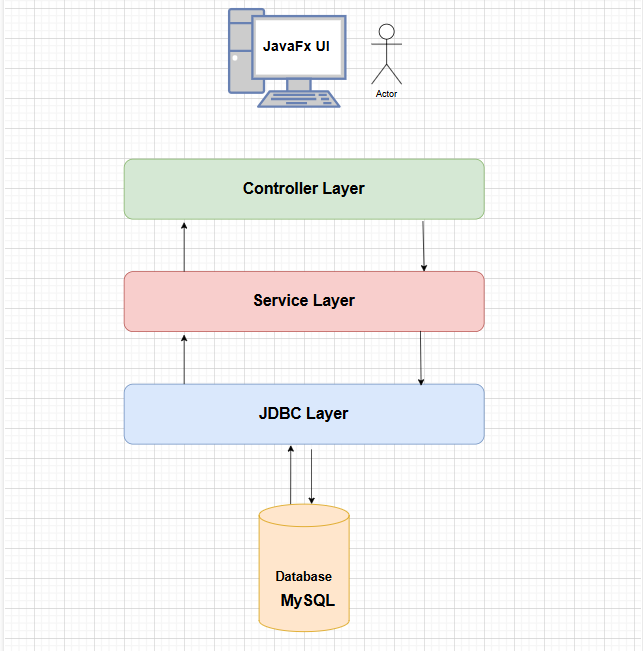 JavaFx UI
Actor
Controller Layer
Service Layer
JDBC Layer
Database
MySQL